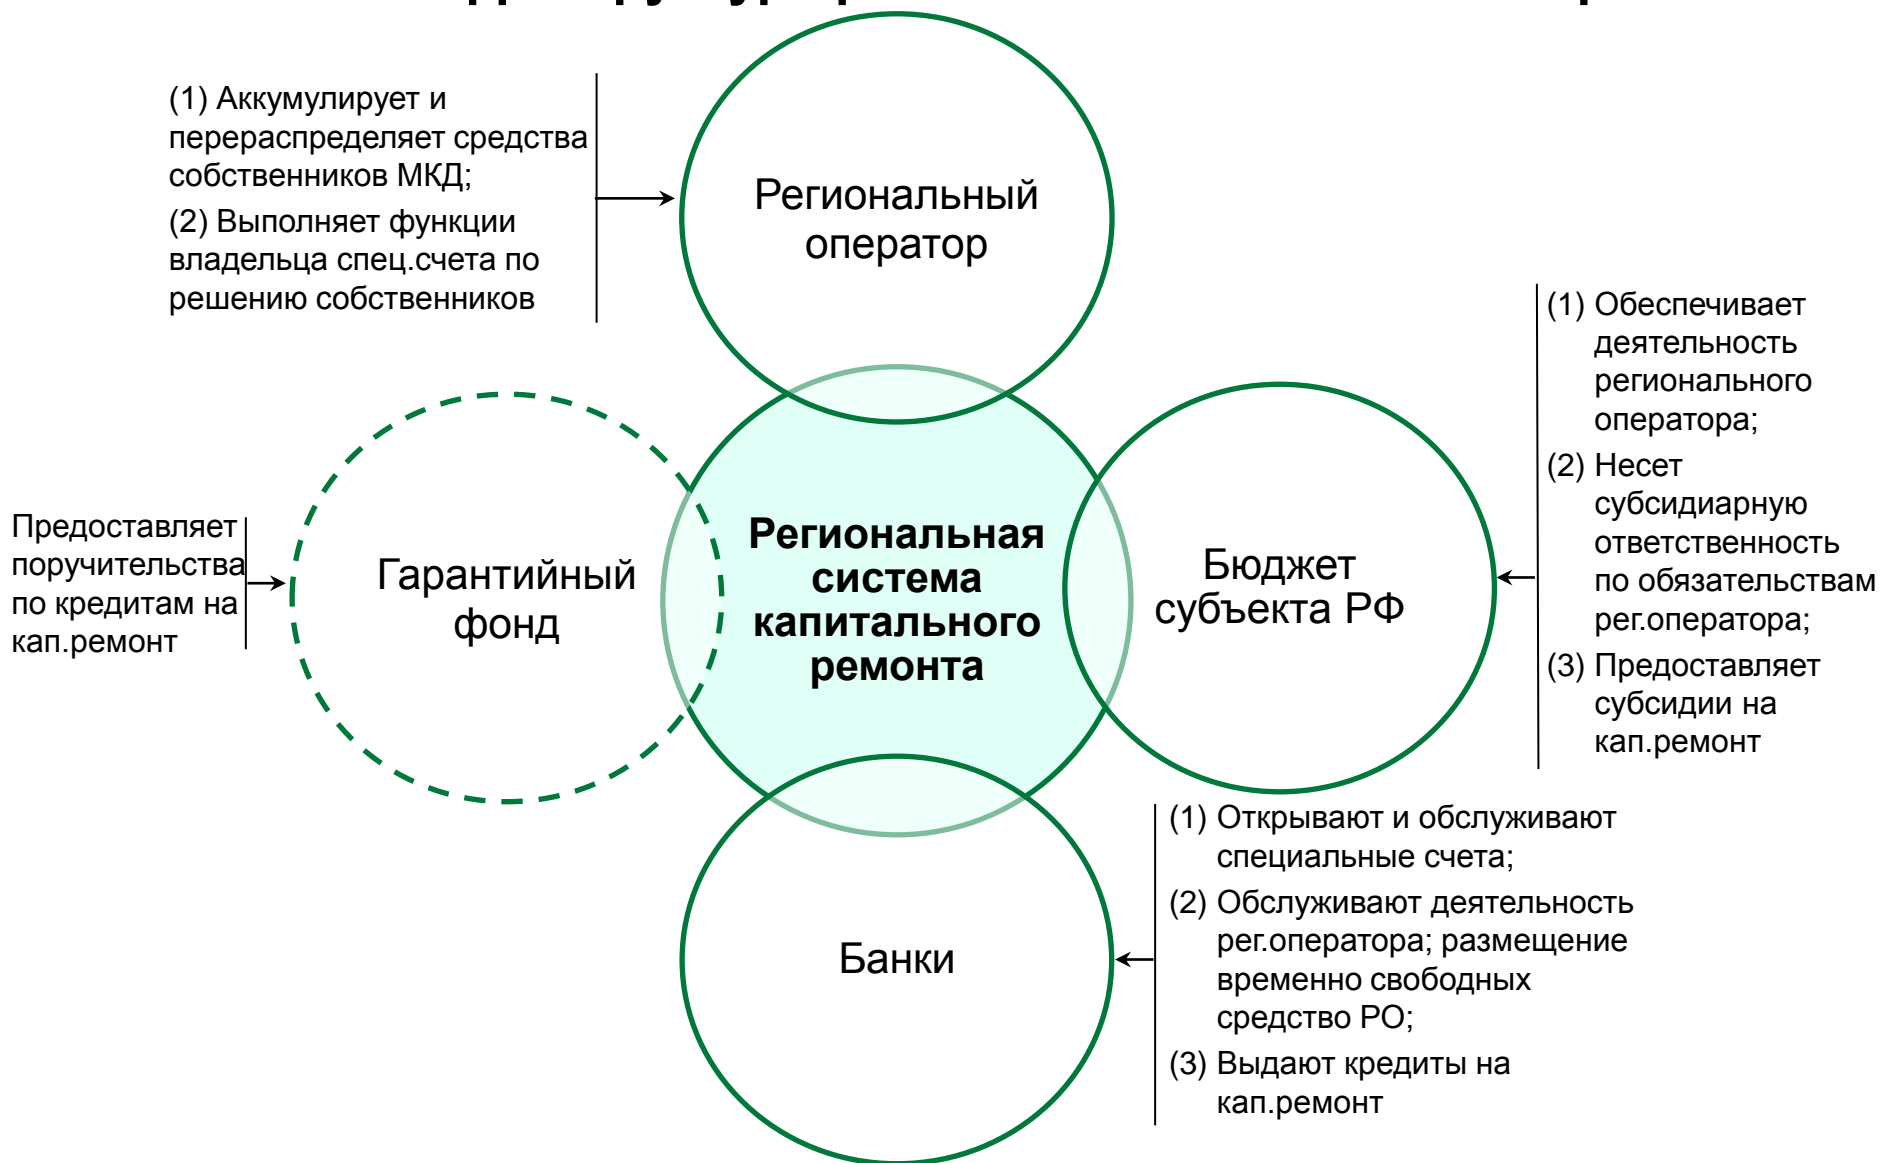 (1) Аккумулирует и
перераспределяет средства
собственников МКД;
(2) Выполняет функции
владельца спец.счета по
решению собственников
Региональный
оператор
(1) Обеспечивает
деятельность
регионального
оператора;
(2) Несет
субсидиарную
ответственность
по обязательствам
рег.оператора;
(3) Предоставляет
субсидии на
кап.ремонт
Предоставляет
поручительства
по кредитам на
кап.ремонт
Гарантийный
фонд
Региональная
система
капитального
ремонта
Бюджет
субъекта РФ
Банки
(1) Открывают и обслуживают
специальные счета;
(2) Обслуживают деятельность
рег.оператора; размещение
временно свободных
средство РО;
(3) Выдают кредиты на
кап.ремонт